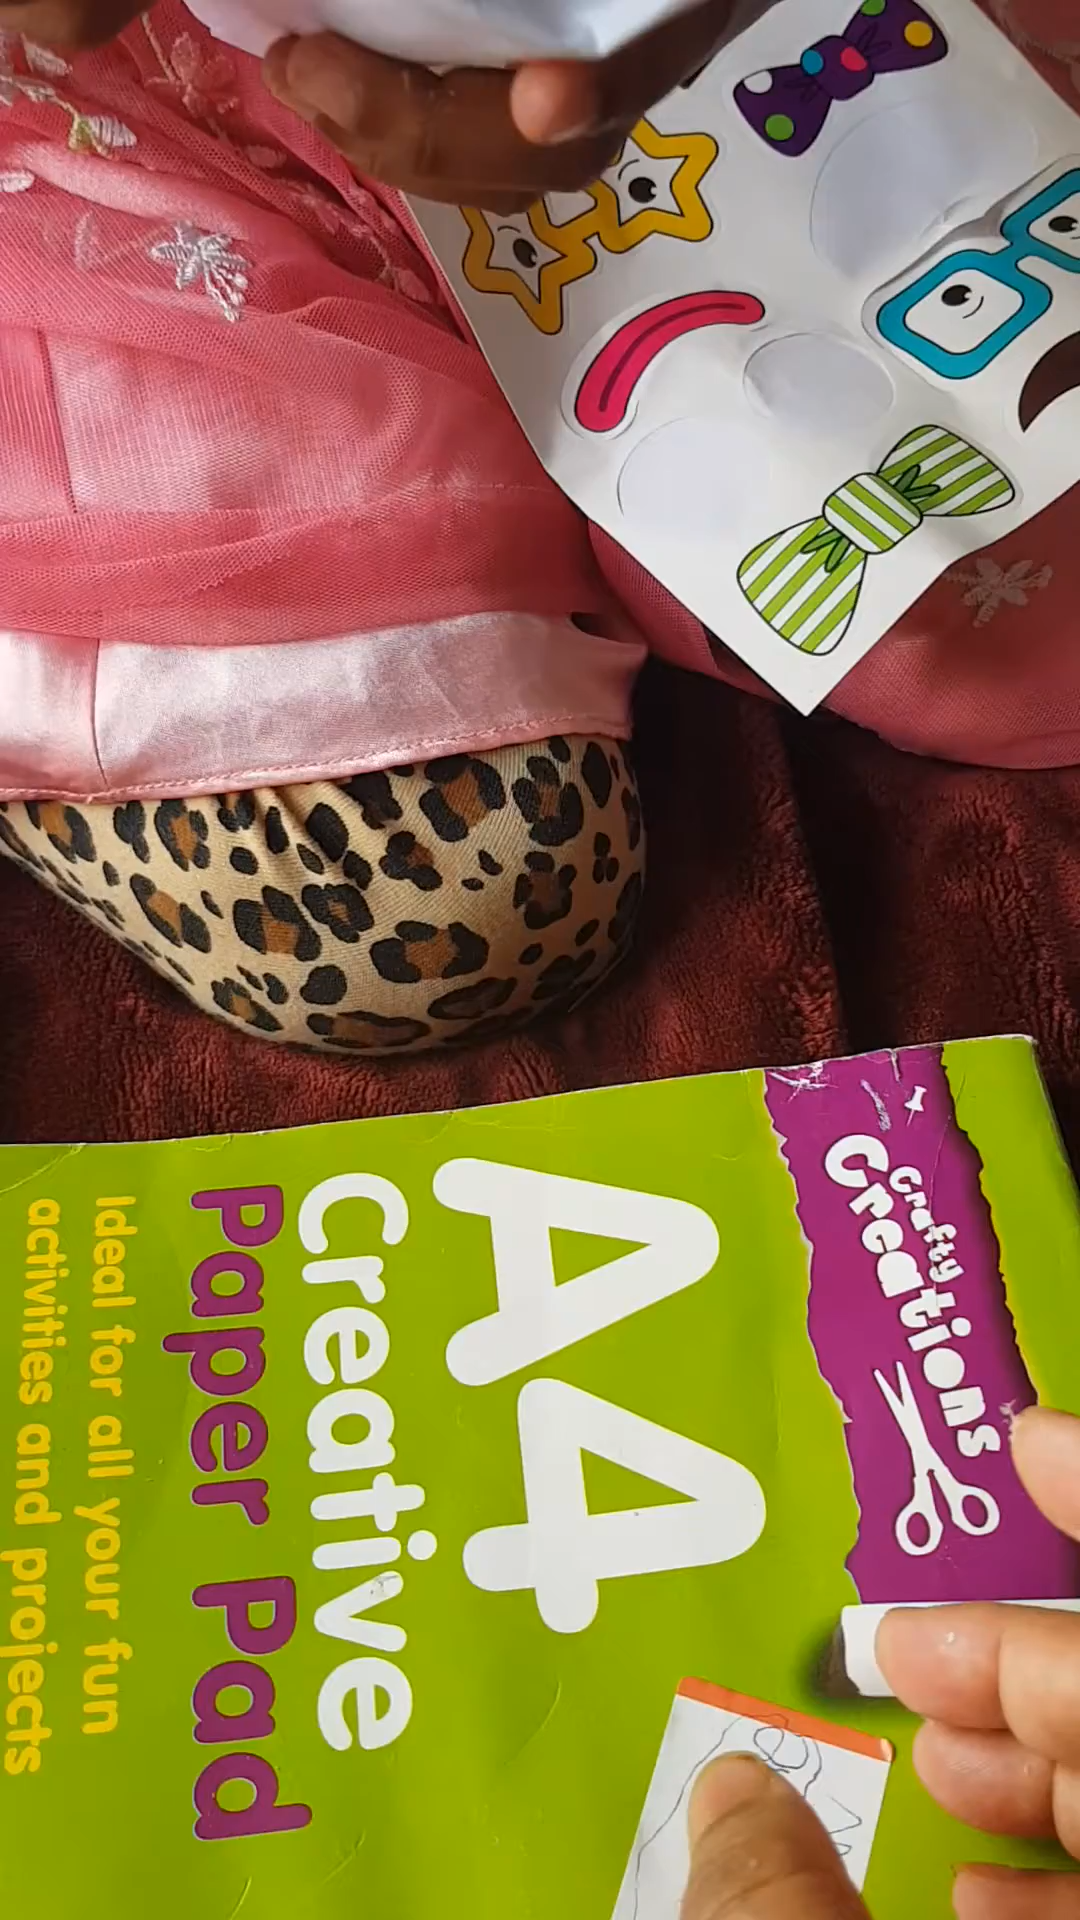 Crafty
Creations
A4
Creative
Paper Pad
Ideal for all your fun
activities and projects